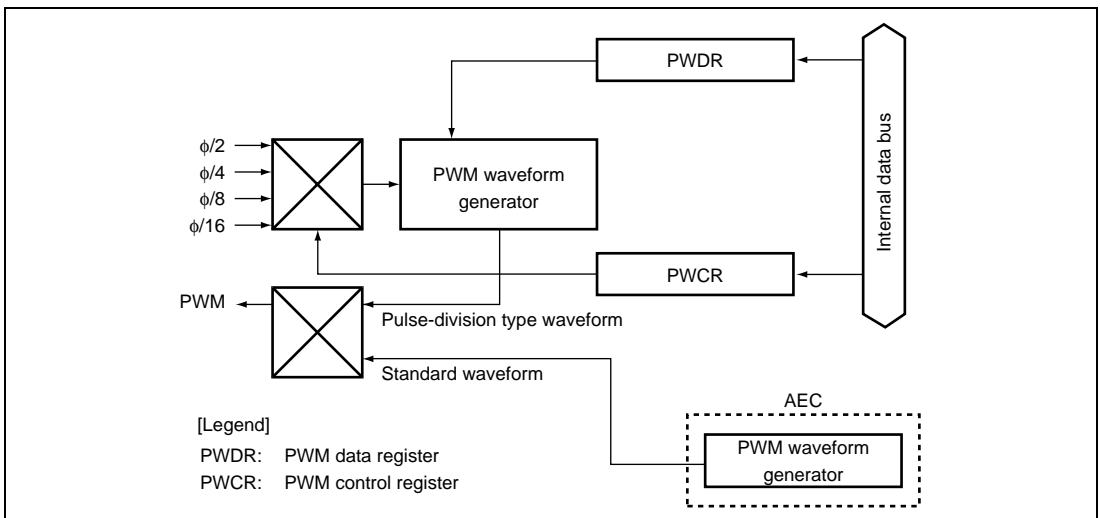 PWDR
Internal data bus
ϕ/2
ϕ/4
ϕ/8
ϕ/16
PWM waveform
generator
PWCR
PWM
Pulse-division type waveform
Standard waveform
AEC
PWM waveform
generator
[Legend]
PWDR: PWM data register
PWCR: PWM control register